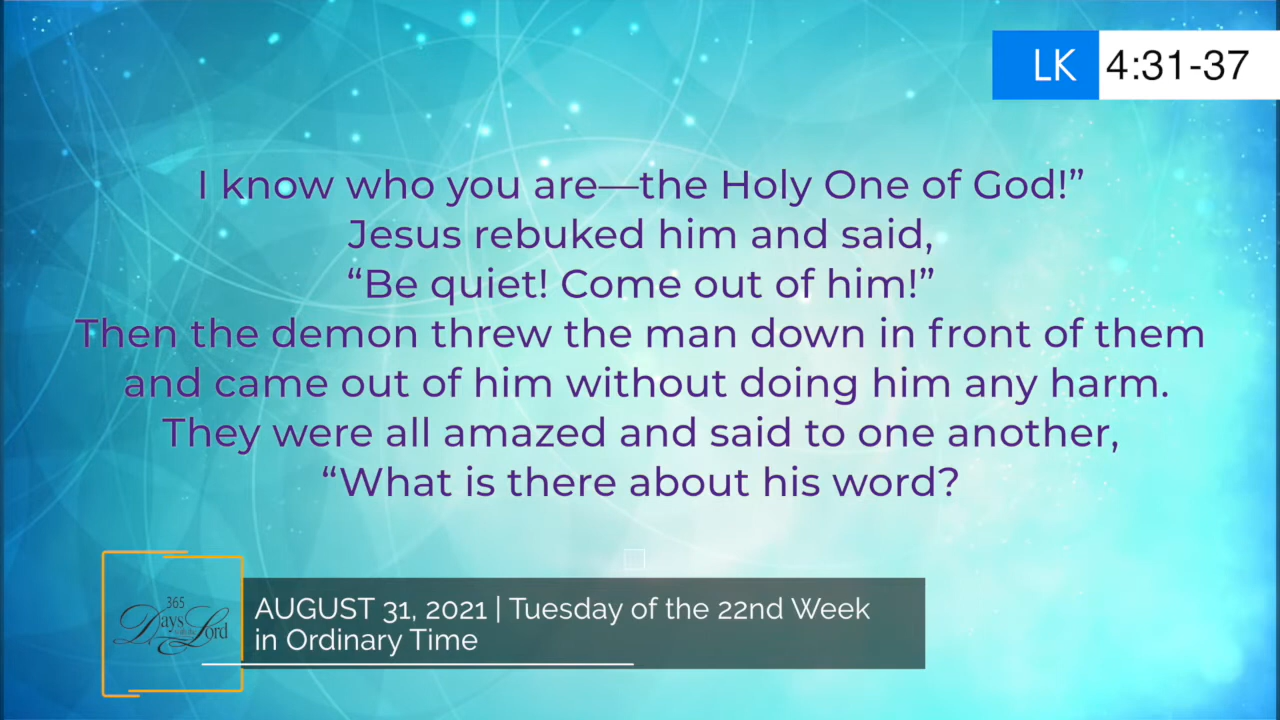 LK 4:31-37
I know who you are—the Holy One of God!”
Jesus rebuked him and said,
“Be quiet! Come out of him!”
Then the demon threw the man down in front of them
and came out of him without doing him any harm.
They were all amazed and said to one another,
“What is there about his word?
365
Days with the Lord
AUGUST 31, 2021 | Tuesday of the 22nd Week
in Ordinary Time